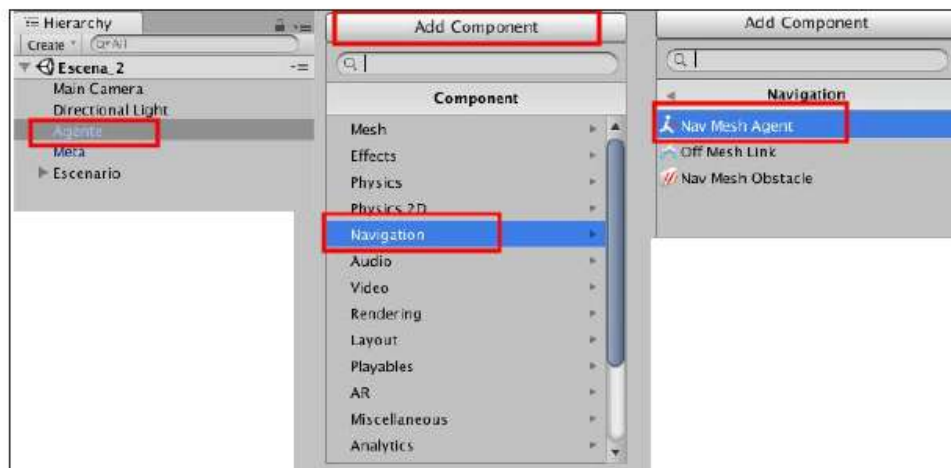 Hierarchy
Create
All
Escena_2
Main Camera
Directional Light
Agente
Meta
Escenario
Add Component
Component
Mesh
Effects
Physics
Physics 2D
Navigation
Audio
Video
Rendering
Layout
Playables
AR
Miscellaneous
Analytics
Add Component
Navigation
Nav Mesh Agent
Off Mesh Link
Nav Mesh Obstacle